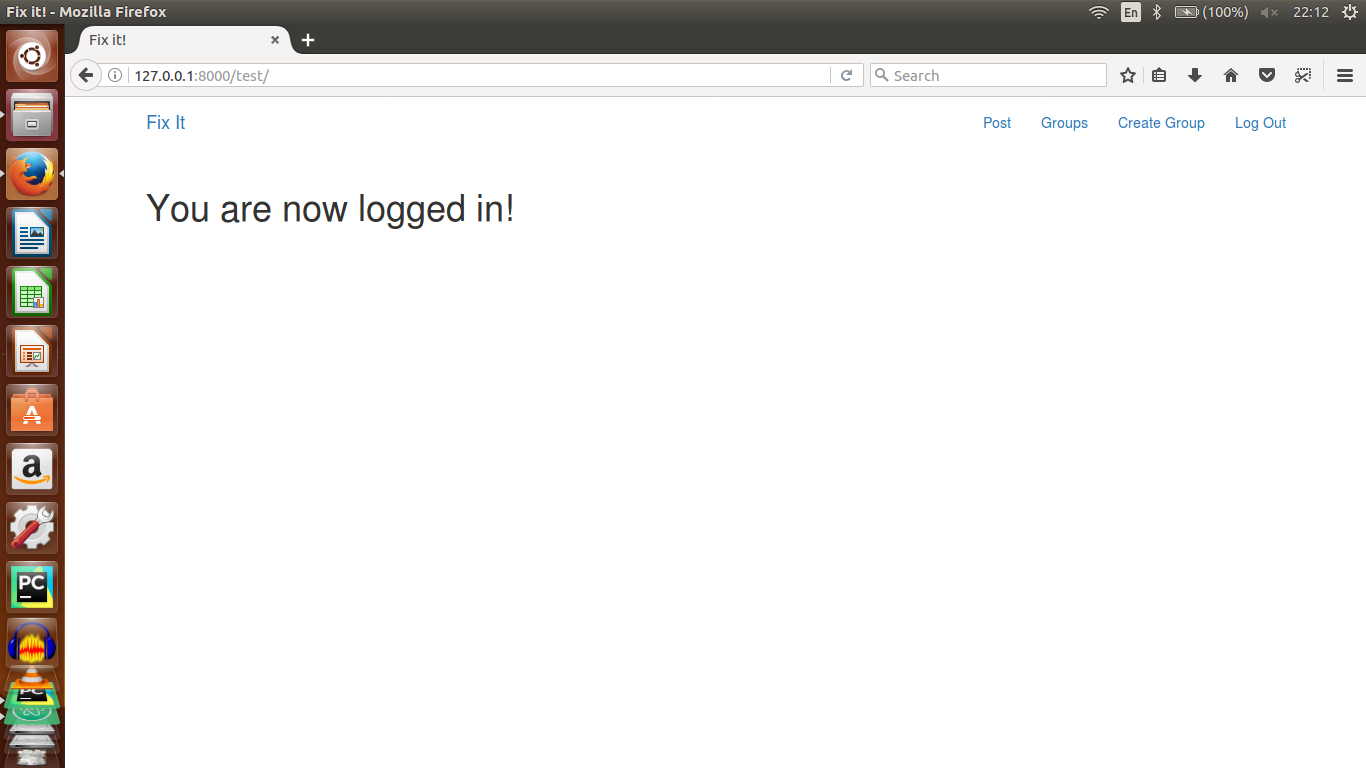 Fix it! - Mozilla Firefox
En
(100%)
22:12
Fix it!
127.0.0.1:8000/test/
Search
Fix It
Post
Groups
Create Group
Log Out
You are now logged in!
A
a
PC
PC